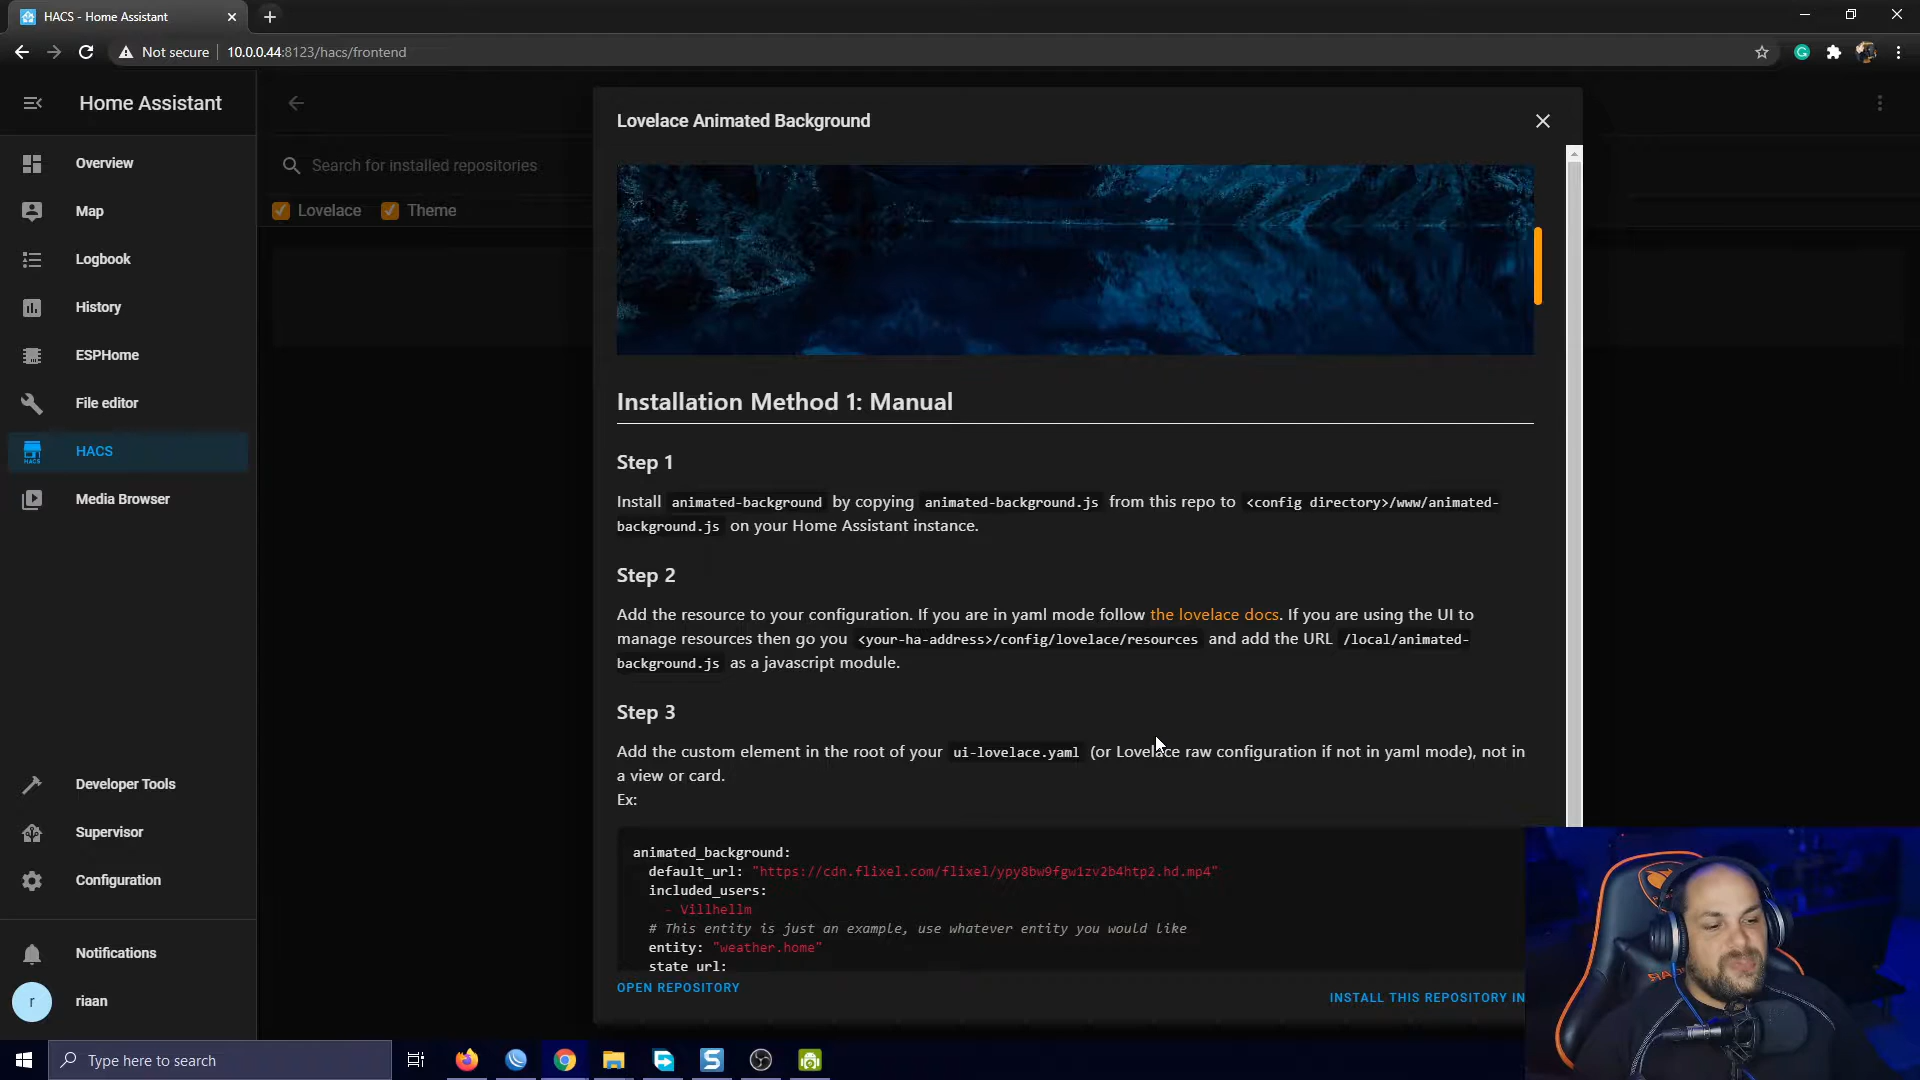 HACS - Home Assistant
Not secure
10.0.0.44:8123/hacs/frontend
Home Assistant
Overview
Map
Logbook
History
ESPHome
File editor
HACS
HACS
Media Browser
Developer Tools
Supervisor
Configuration
Notifications
r
riaan
Search for installed repositories
Lovelace
Theme
Lovelace Animated Background
Installation Method 1: Manual
Step 1
Install animated-background by copying animated-background.js from this repo to <config directory>/www/animated-
background.js on your Home Assistant instance.
Step 2
Add the resource to your configuration. If you are in yaml mode follow the lovelace docs. If you are using the UI to
manage resources then go you <your-ha-address>/config/lovelace/resources and add the URL /local/animated-
background.js as a javascript module.
Step 3
Add the custom element in the root of your ui-lovelace.yaml (or Lovelace raw configuration if not in yaml mode), not in
a view or card.
Ex:
animated_background:
default_url: "https://cdn.flixel.com/flixel/ypy8bw9fgw1zv2b4htp2.hd.mp4"
included_users:
- Villhellm
# This entity is just an example, use whatever entity you would like
entity: "weather.home"
state_url:
OPEN REPOSITORY
INSTALL THIS REPOSITORY IN
Type here to search